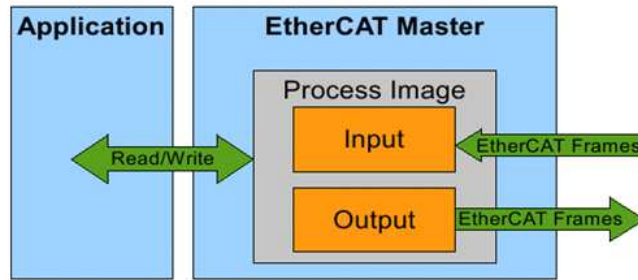 Application
EtherCAT Master
Process Image
Input
Read/Write
EtherCAT Frames
Output
EtherCAT Frames